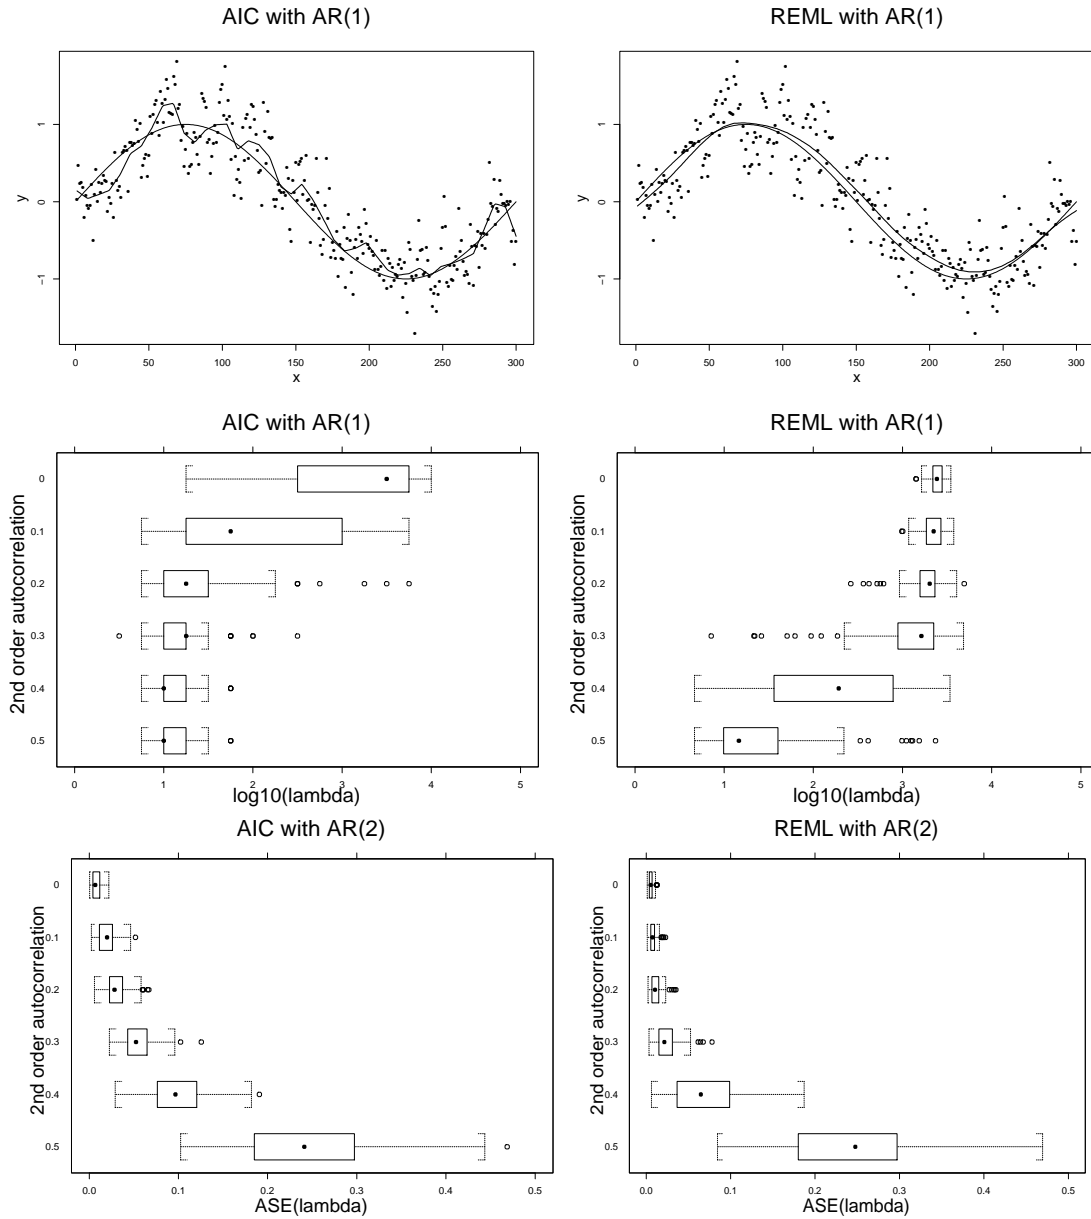 AIC with AR(1)
REML with AR(1)
y
1
0
−1
0 50 100 150 200 250 300
x
y
1
0
−1
0 50 100 150 200 250 300
x
AIC with AR(1)
REML with AR(1)
2nd order autocorrelation
0
0.1
0.2
0.3
0.4
0.5
0 1 2 3 4 5
log10(lambda)
2nd order autocorrelation
0
0.1
0.2
0.3
0.4
0.5
0 1 2 3 4 5
log10(lambda)
AIC with AR(2)
REML with AR(2)
2nd order autocorrelation
0
0.1
0.2
0.3
0.4
0.5
0.0 0.1 0.2 0.3 0.4 0.5
ASE(lambda)
2nd order autocorrelation
0
0.1
0.2
0.3
0.4
0.5
0.0 0.1 0.2 0.3 0.4 0.5
ASE(lambda)